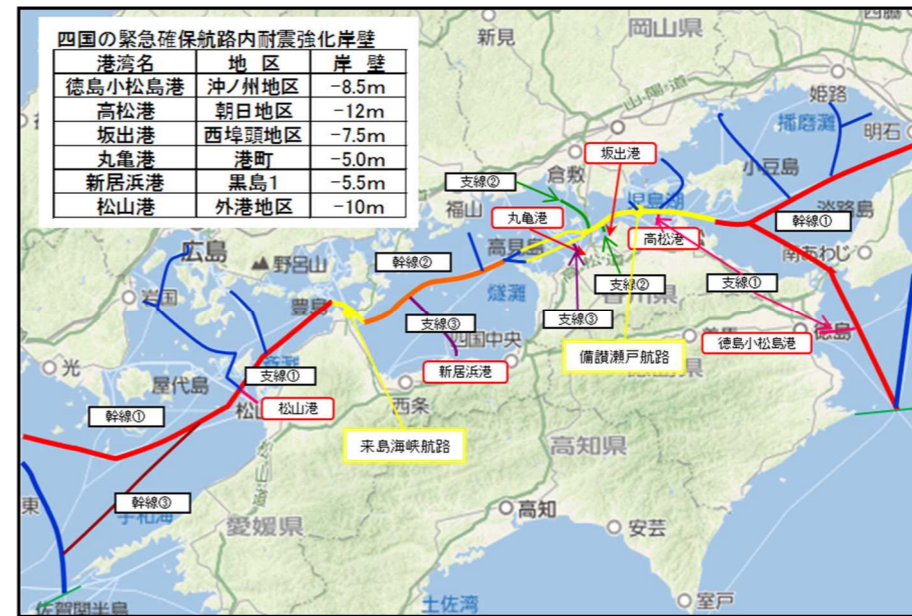 四国の緊急確保航路内耐震強化岸壁
港湾名 地区 岸壁
徳島小松島港 沖ノ州地区 -8.5m
高松港 朝日地区 -12m
坂出港 西埠頭地区 -7.5m
丸亀港 港町 -5.0m
新居浜港 黒島1 -5.5m
松山港 外港地区 -10m
新見
岡山県
山陽道
姫路
播磨灘
明石
坂出港
小豆島
倉敷
支線②
児島湖
淡路島
福山
丸亀港
幹線①
高松港
高見島
広島
野呂山
幹線②
南あわじ
支線②
支線①
岩国
燧灘
香川県
豊島
支線③
支線③
四国中央
徳島小松島港
徳島
備讃瀬戸航路
光
新居浜港
屋代島
支線①
西条
松山港
幹線①
来島海峡航路
高知県
幹線③
宇和海
愛媛県
高知
安芸
佐賀関半島
土佐湾
室戸